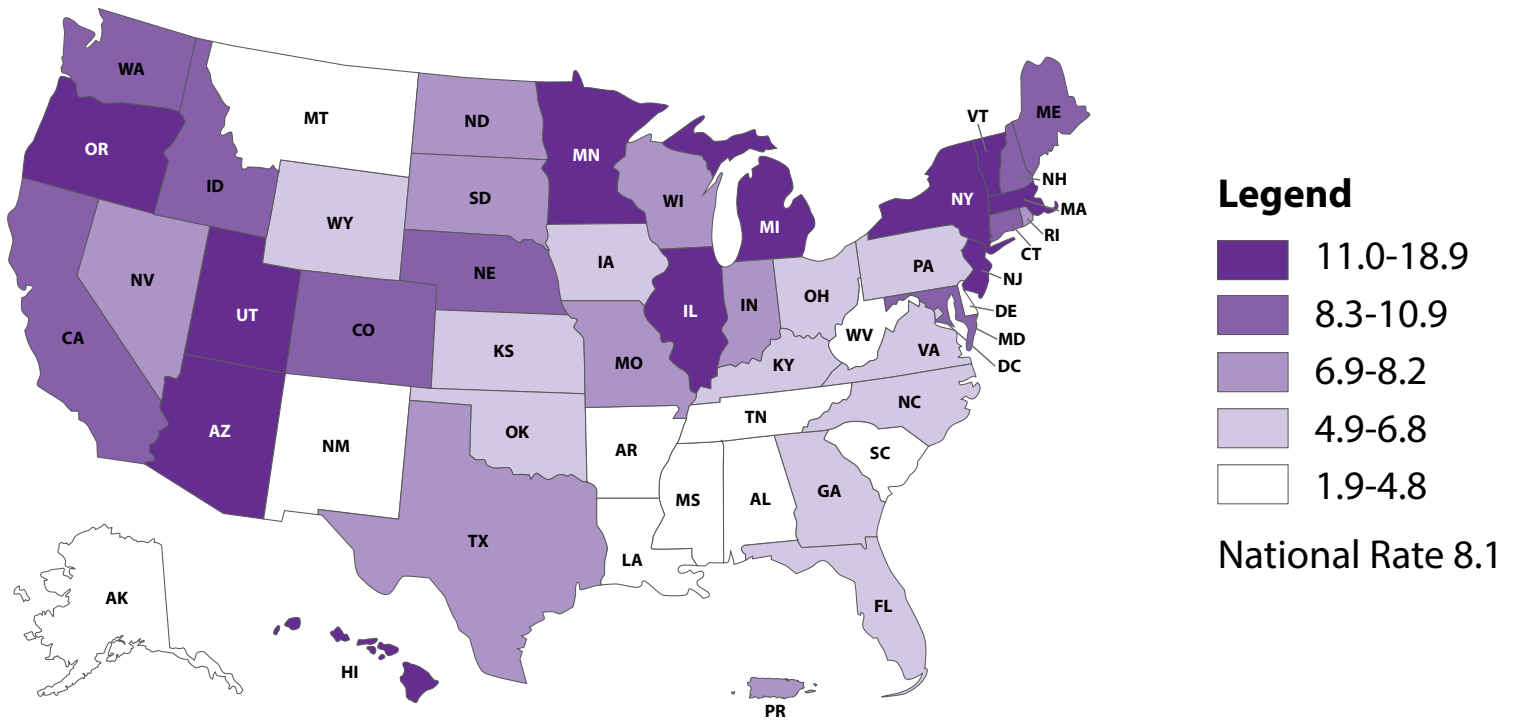 WA
MT
ND
MN
VT
ME
OR
ID
SD
WI
NY
NH
MA
WY
MI
RI
CT
NV
NE
IA
PA
NJ
CA
UT
CO
IL
IN
OH
DE
KS
MO
WV
MD
KY
VA
DC
AZ
NM
OK
TN
NC
AR
SC
MS
AL
GA
TX
LA
AK
FL
HI
PR
Legend
11.0-18.9
8.3-10.9
6.9-8.2
4.9-6.8
1.9-4.8
National Rate 8.1